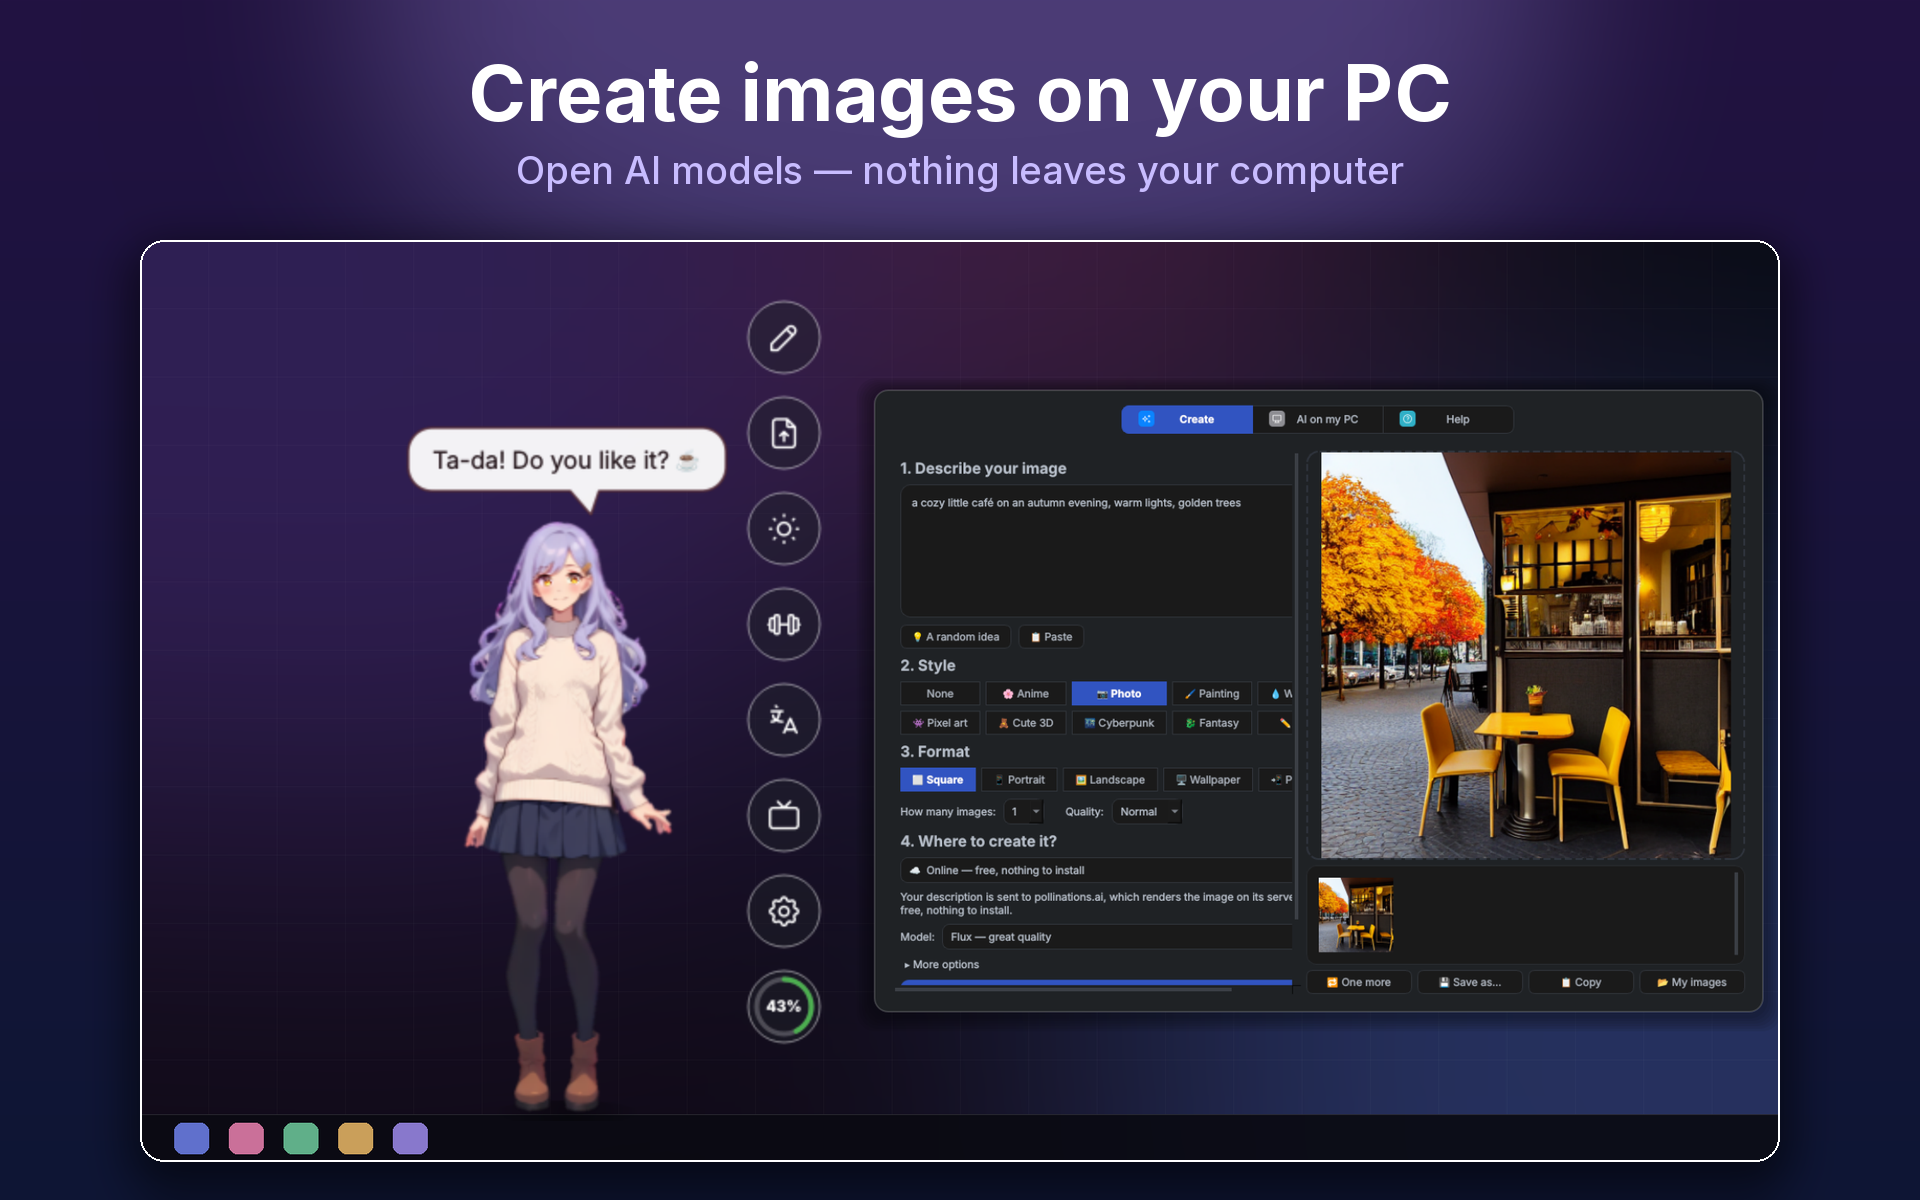 Create images on your PC
Open AI models — nothing leaves your computer
Ta-da! Do you like it? ☕
43%
Create
AI on my PC
Help
1. Describe your image
a cozy little café on an autumn evening, warm lights, golden trees
💡 A random idea
📋 Paste
2. Style
None
🌸 Anime
📷 Photo
🖌️ Painting
💧 W
👾 Pixel art
🧸 Cute 3D
🌃 Cyberpunk
🐉 Fantasy
✏️
3. Format
⬜ Square
📱 Portrait
🖼️ Landscape
🖥️ Wallpaper
📲 P
How many images: 1
Quality: Normal
4. Where to create it?
☁️ Online — free, nothing to install
Your description is sent to pollinations.ai, which renders the image on its serve
free, nothing to install.
Model: Flux — great quality
▸ More options
🔁 One more
💾 Save as...
📋 Copy
📂 My images